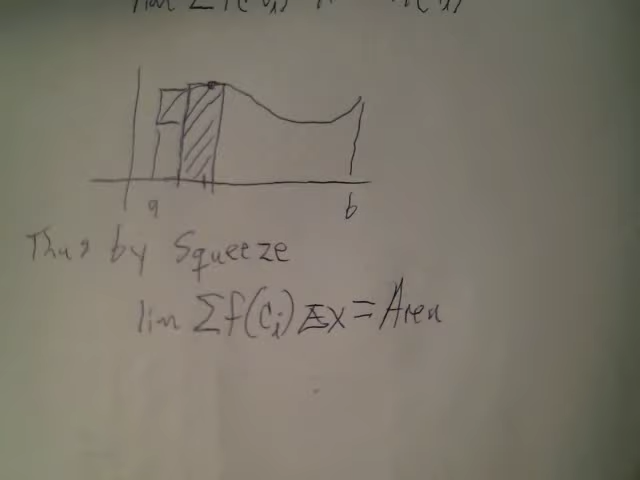 a b
Thus by Squeeze
lim Σf(cᵢ) Δx = Area